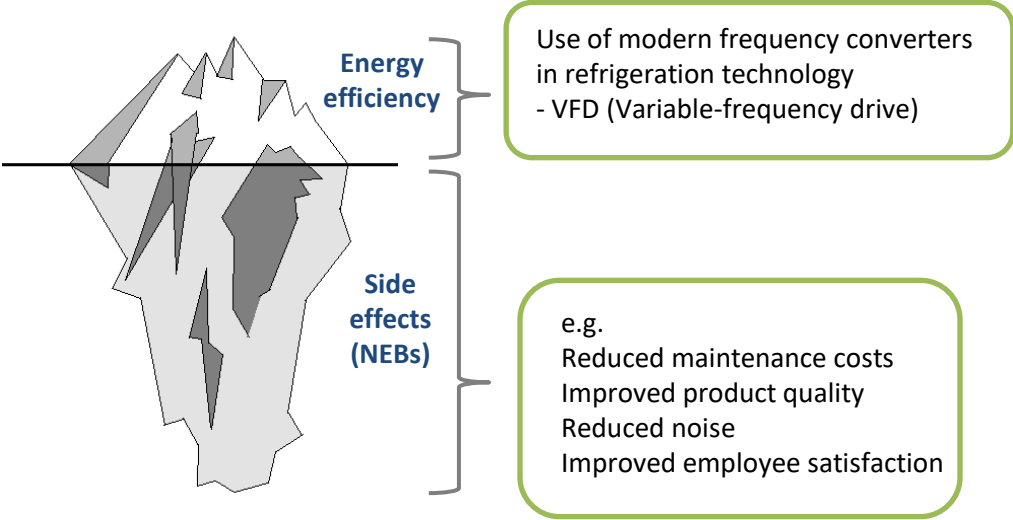 Energy
efficiency
Use of modern frequency converters
in refrigeration technology
- VFD (Variable-frequency drive)
Side
effects
(NEBs)
e.g.
Reduced maintenance costs
Improved product quality
Reduced noise
Improved employee satisfaction